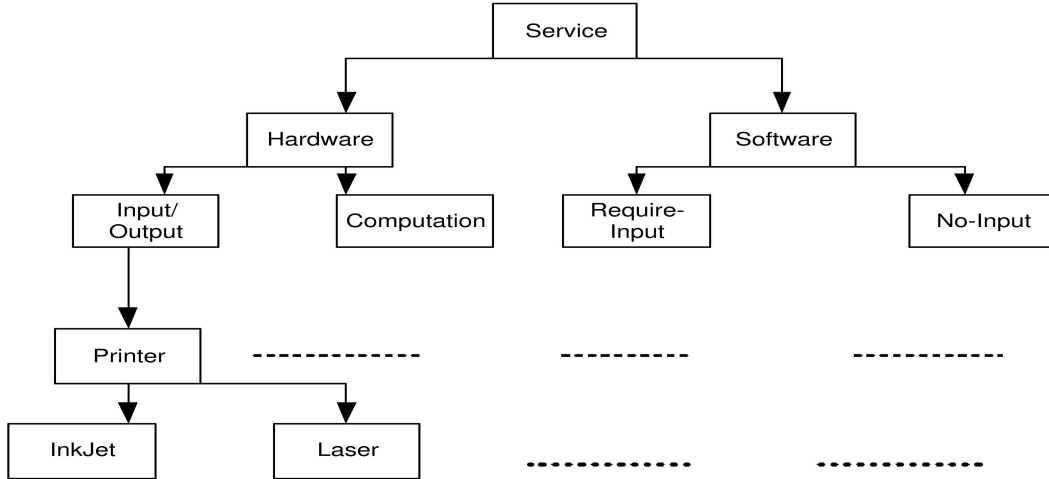 Service
Hardware
Software
Input/
Output
Computation
Require-
Input
No-Input
Printer
InkJet
Laser